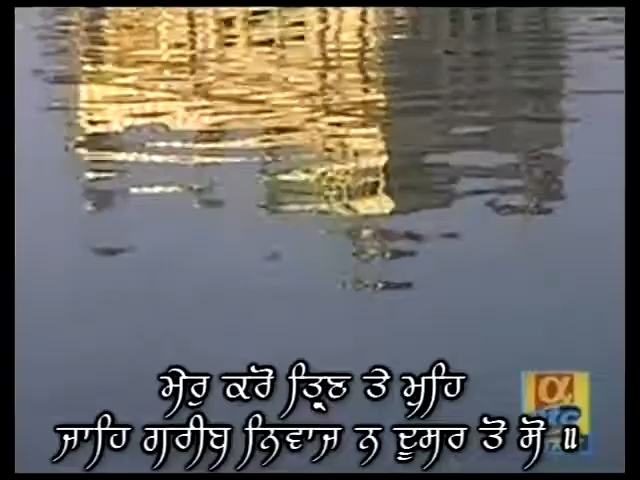 ਮੇਰੁ ਕਰੋ ਤ੍ਰਿਣ ਤੇ ਮੁਹਿ
ਜਾਹਿ ਗਰੀਬ ਨਿਵਾਜ ਨ ਦੂਸਰ ਤੋ ਸੋ ॥